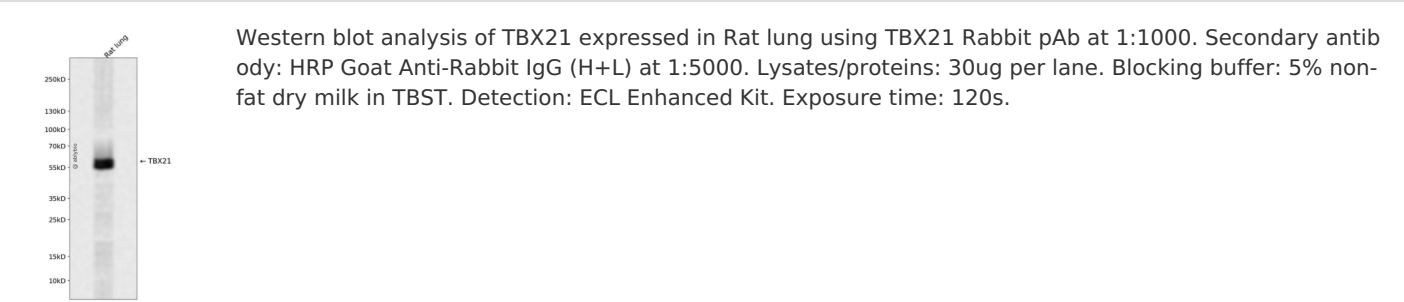 Rat lung
250kD
130kD
100kD
70kD
55kD
35kD
25kD
15kD
10kD
@ abbybio
← TBX21
Western blot analysis of TBX21 expressed in Rat lung using TBX21 Rabbit pAb at 1:1000. Secondary antib
ody: HRP Goat Anti-Rabbit IgG (H+L) at 1:5000. Lysates/proteins: 30ug per lane. Blocking buffer: 5% non-
fat dry milk in TBST. Detection: ECL Enhanced Kit. Exposure time: 120s.